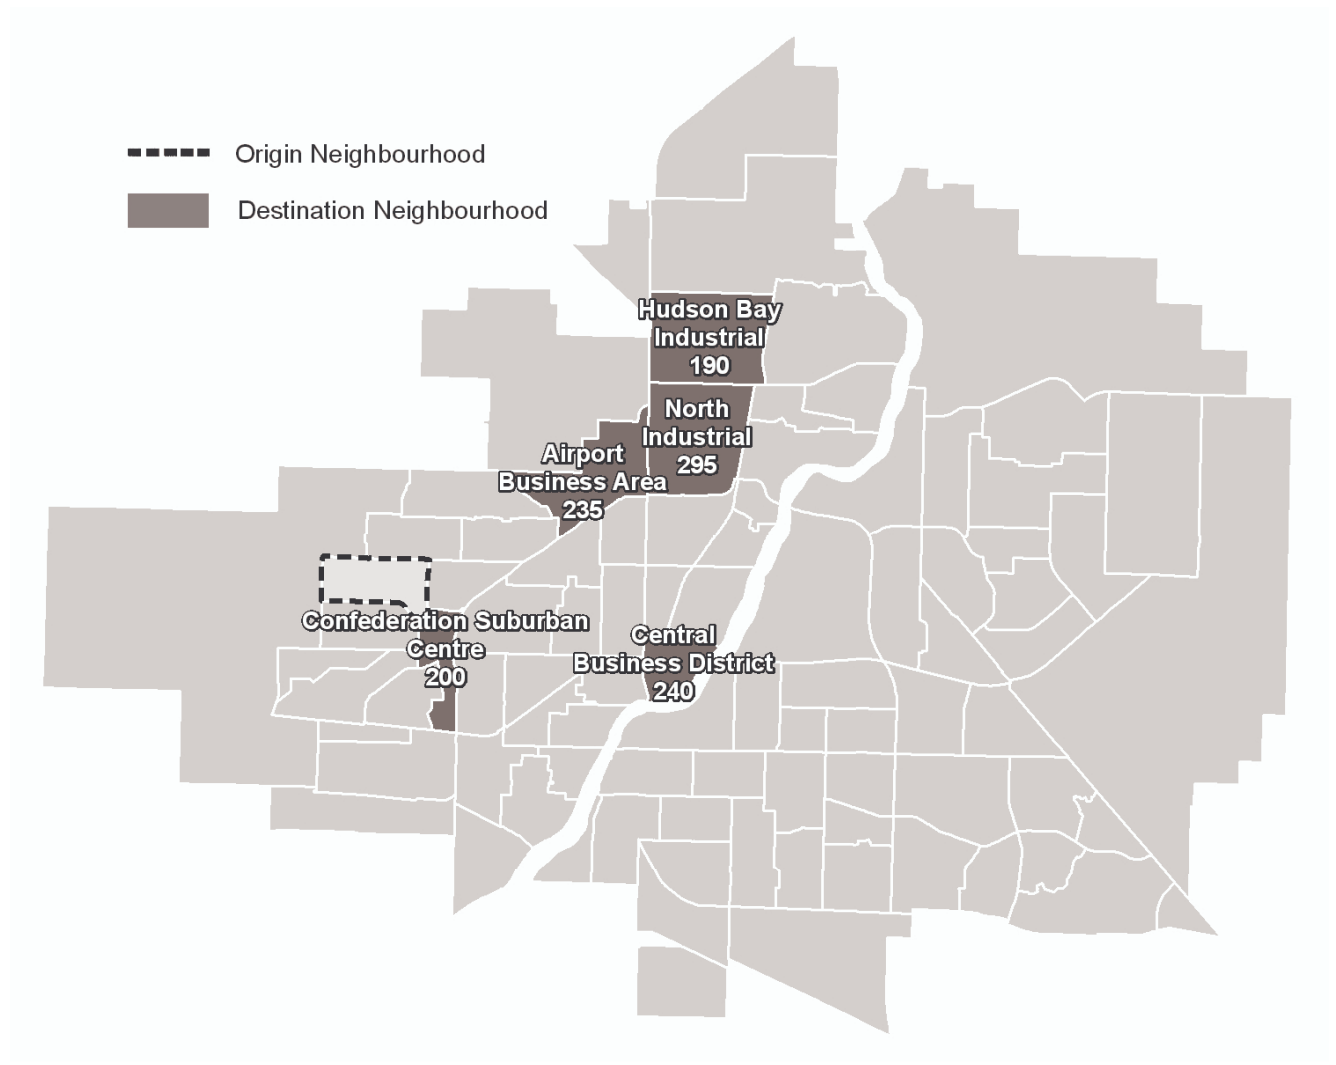 Origin Neighbourhood
Destination Neighbourhood
Hudson Bay
Industrial
190
North
Industrial
295
Airport
Business Area
235
Confederation Suburban
Centre
200
Central
Business District
240